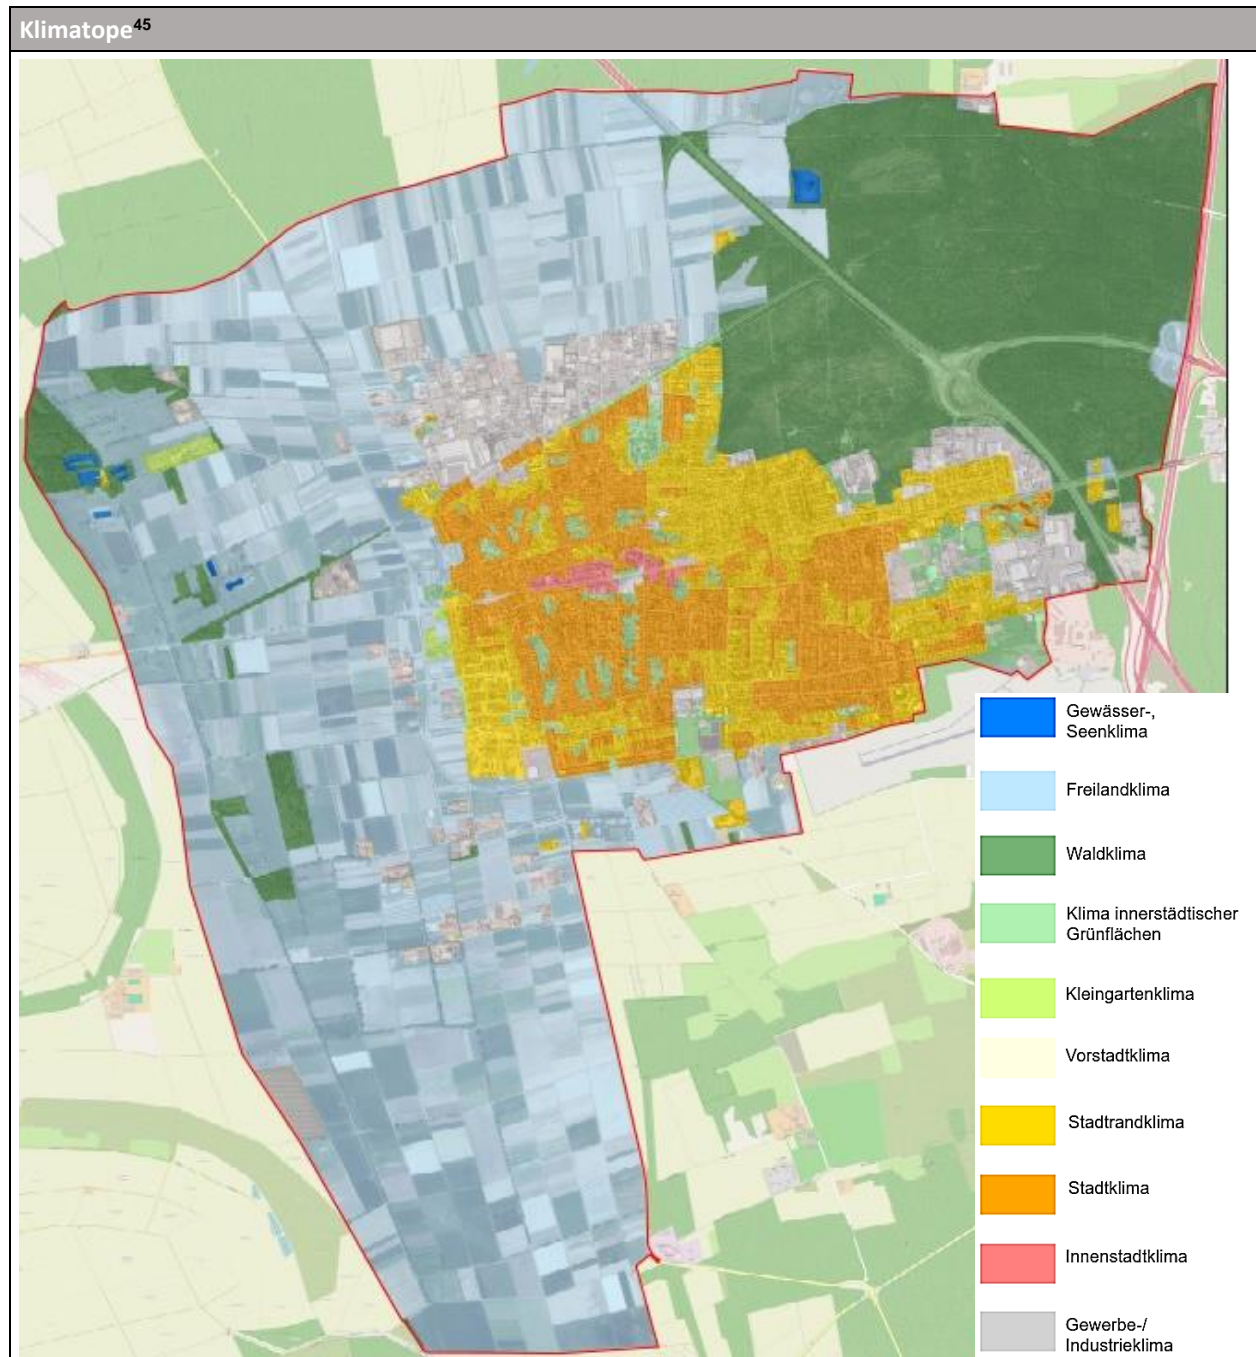 Klimatope⁴⁵
Gewässer-,
Seenklima
Freilandklima
Waldklima
Klima innerstädtischer
Grünflächen
Kleingartenklima
Vorstadtklima
Stadtrandklima
Stadtklima
Innenstadtklima
Gewerbe-/
Industrieklima